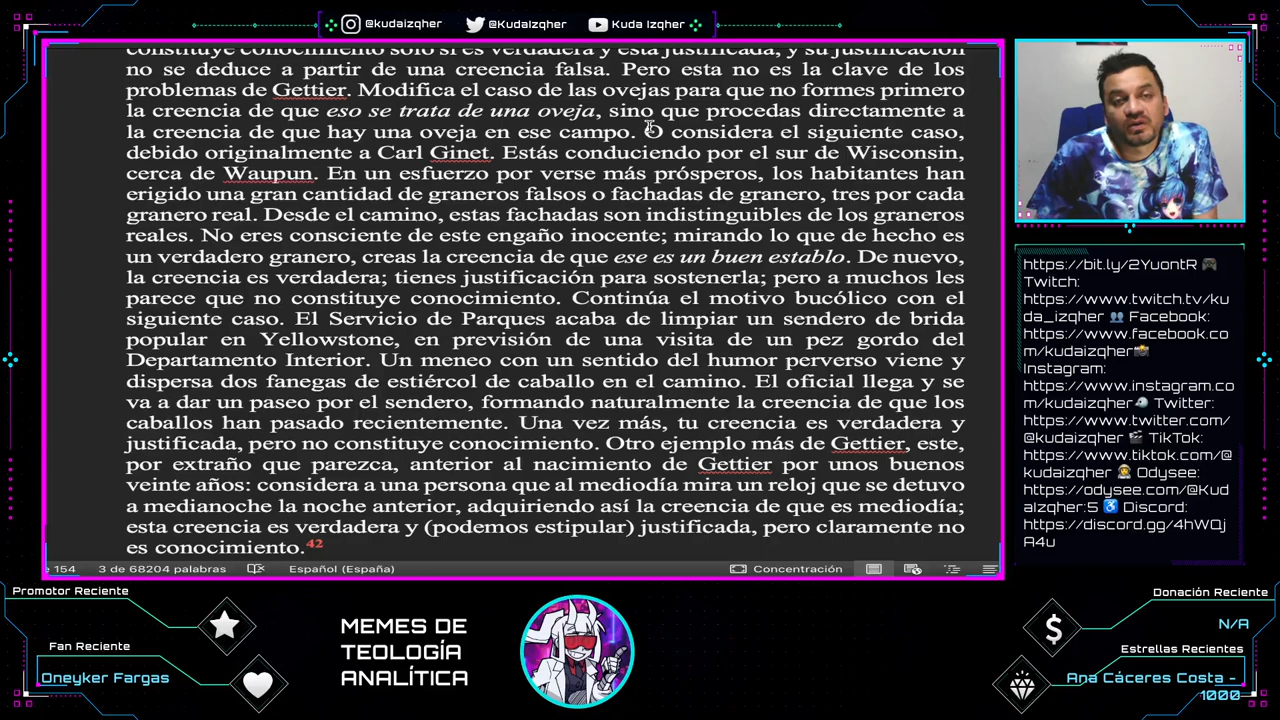 @kudaizqher
@KudaIzqher
Kuda Izqher
constituye conocimiento solo si es verdadera y está justificada, y su justificación
no se deduce a partir de una creencia falsa. Pero esta no es la clave de los
problemas de Gettier. Modifica el caso de las ovejas para que no formes primero
la creencia de que eso se trata de una oveja, sino que procedas directamente a
la creencia de que hay una oveja en ese campo. O considera el siguiente caso,
debido originalmente a Carl Ginet. Estás conduciendo por el sur de Wisconsin,
cerca de Waupun. En un esfuerzo por verse más prósperos, los habitantes han
erigido una gran cantidad de graneros falsos o fachadas de granero, tres por cada
granero real. Desde el camino, estas fachadas son indistinguibles de los graneros
reales. No eres consciente de este engaño inocente; mirando lo que de hecho es
un verdadero granero, creas la creencia de que ese es un buen establo. De nuevo,
la creencia es verdadera; tienes justificación para sostenerla; pero a muchos les
parece que no constituye conocimiento. Continúa el motivo bucólico con el
siguiente caso. El Servicio de Parques acaba de limpiar un sendero de brida
popular en Yellowstone, en previsión de una visita de un pez gordo del
Departamento Interior. Un meneo con un sentido del humor perverso viene y
dispersa dos fanegas de estiércol de caballo en el camino. El oficial llega y se
va a dar un paseo por el sendero, formando naturalmente la creencia de que los
caballos han pasado recientemente. Una vez más, tu creencia es verdadera y
justificada, pero no constituye conocimiento. Otro ejemplo más de Gettier, este,
por extraño que parezca, anterior al nacimiento de Gettier por unos buenos
veinte años: considera a una persona que al mediodía mira un reloj que se detuvo
a medianoche la noche anterior, adquiriendo así la creencia de que es mediodía;
esta creencia es verdadera y (podemos estipular) justificada, pero claramente no
es conocimiento.42
154 3 de 68204 palabras Español (España) Concentración
https://bit.ly/2YuontR
Twitch:
https://www.twitch.tv/ku
da_izqher Facebook:
https://www.facebook.co
m/kudaizqher
Instagram:
https://www.instagram.co
m/kudaizqher Twitter:
https://www.twitter.com/
@kudaizqher TikTok:
https://www.tiktok.com/@
kudaizqher Odysee:
https://odysee.com/@Kud
aIzqher:5 Discord:
https://discord.gg/4hWQj
A4u
Promotor Reciente
Fan Reciente
Oneyker Fargas
MEMES DE
TEOLOGÍA
ANALÍTICA
Donación Reciente
N/A
Estrellas Recientes
Ana Cáceres Costa -
1000